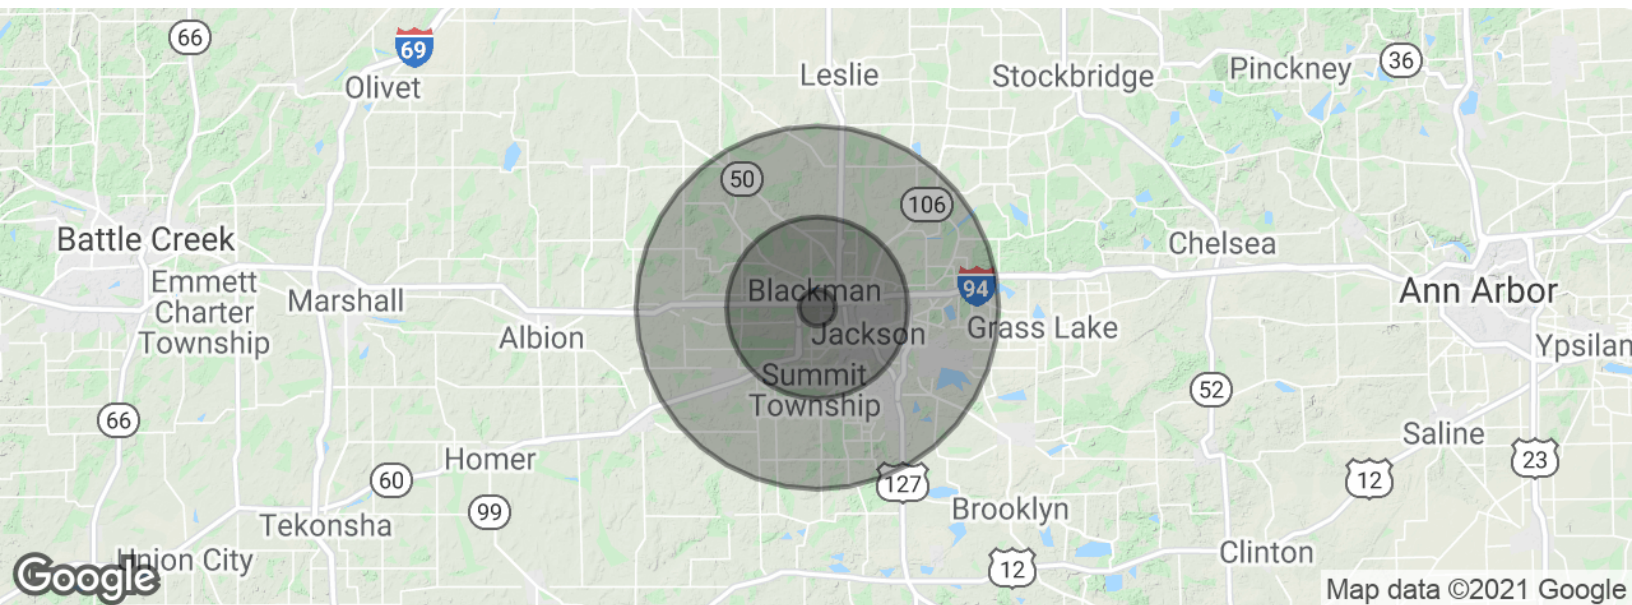 66
69
Olivet
Leslie
Stockbridge
Pinckney
36
50
106
Battle Creek
Emmett
Charter
Township
Marshall
Albion
Blackman
Jackson
Summit
Township
94
Grass Lake
Chelsea
Ann Arbor
Ypsilan
66
52
Homer
60
99
Tekonsha
Union City
127
Brooklyn
12
Saline
12
23
Clinton
Google
Map data ©2021 Google